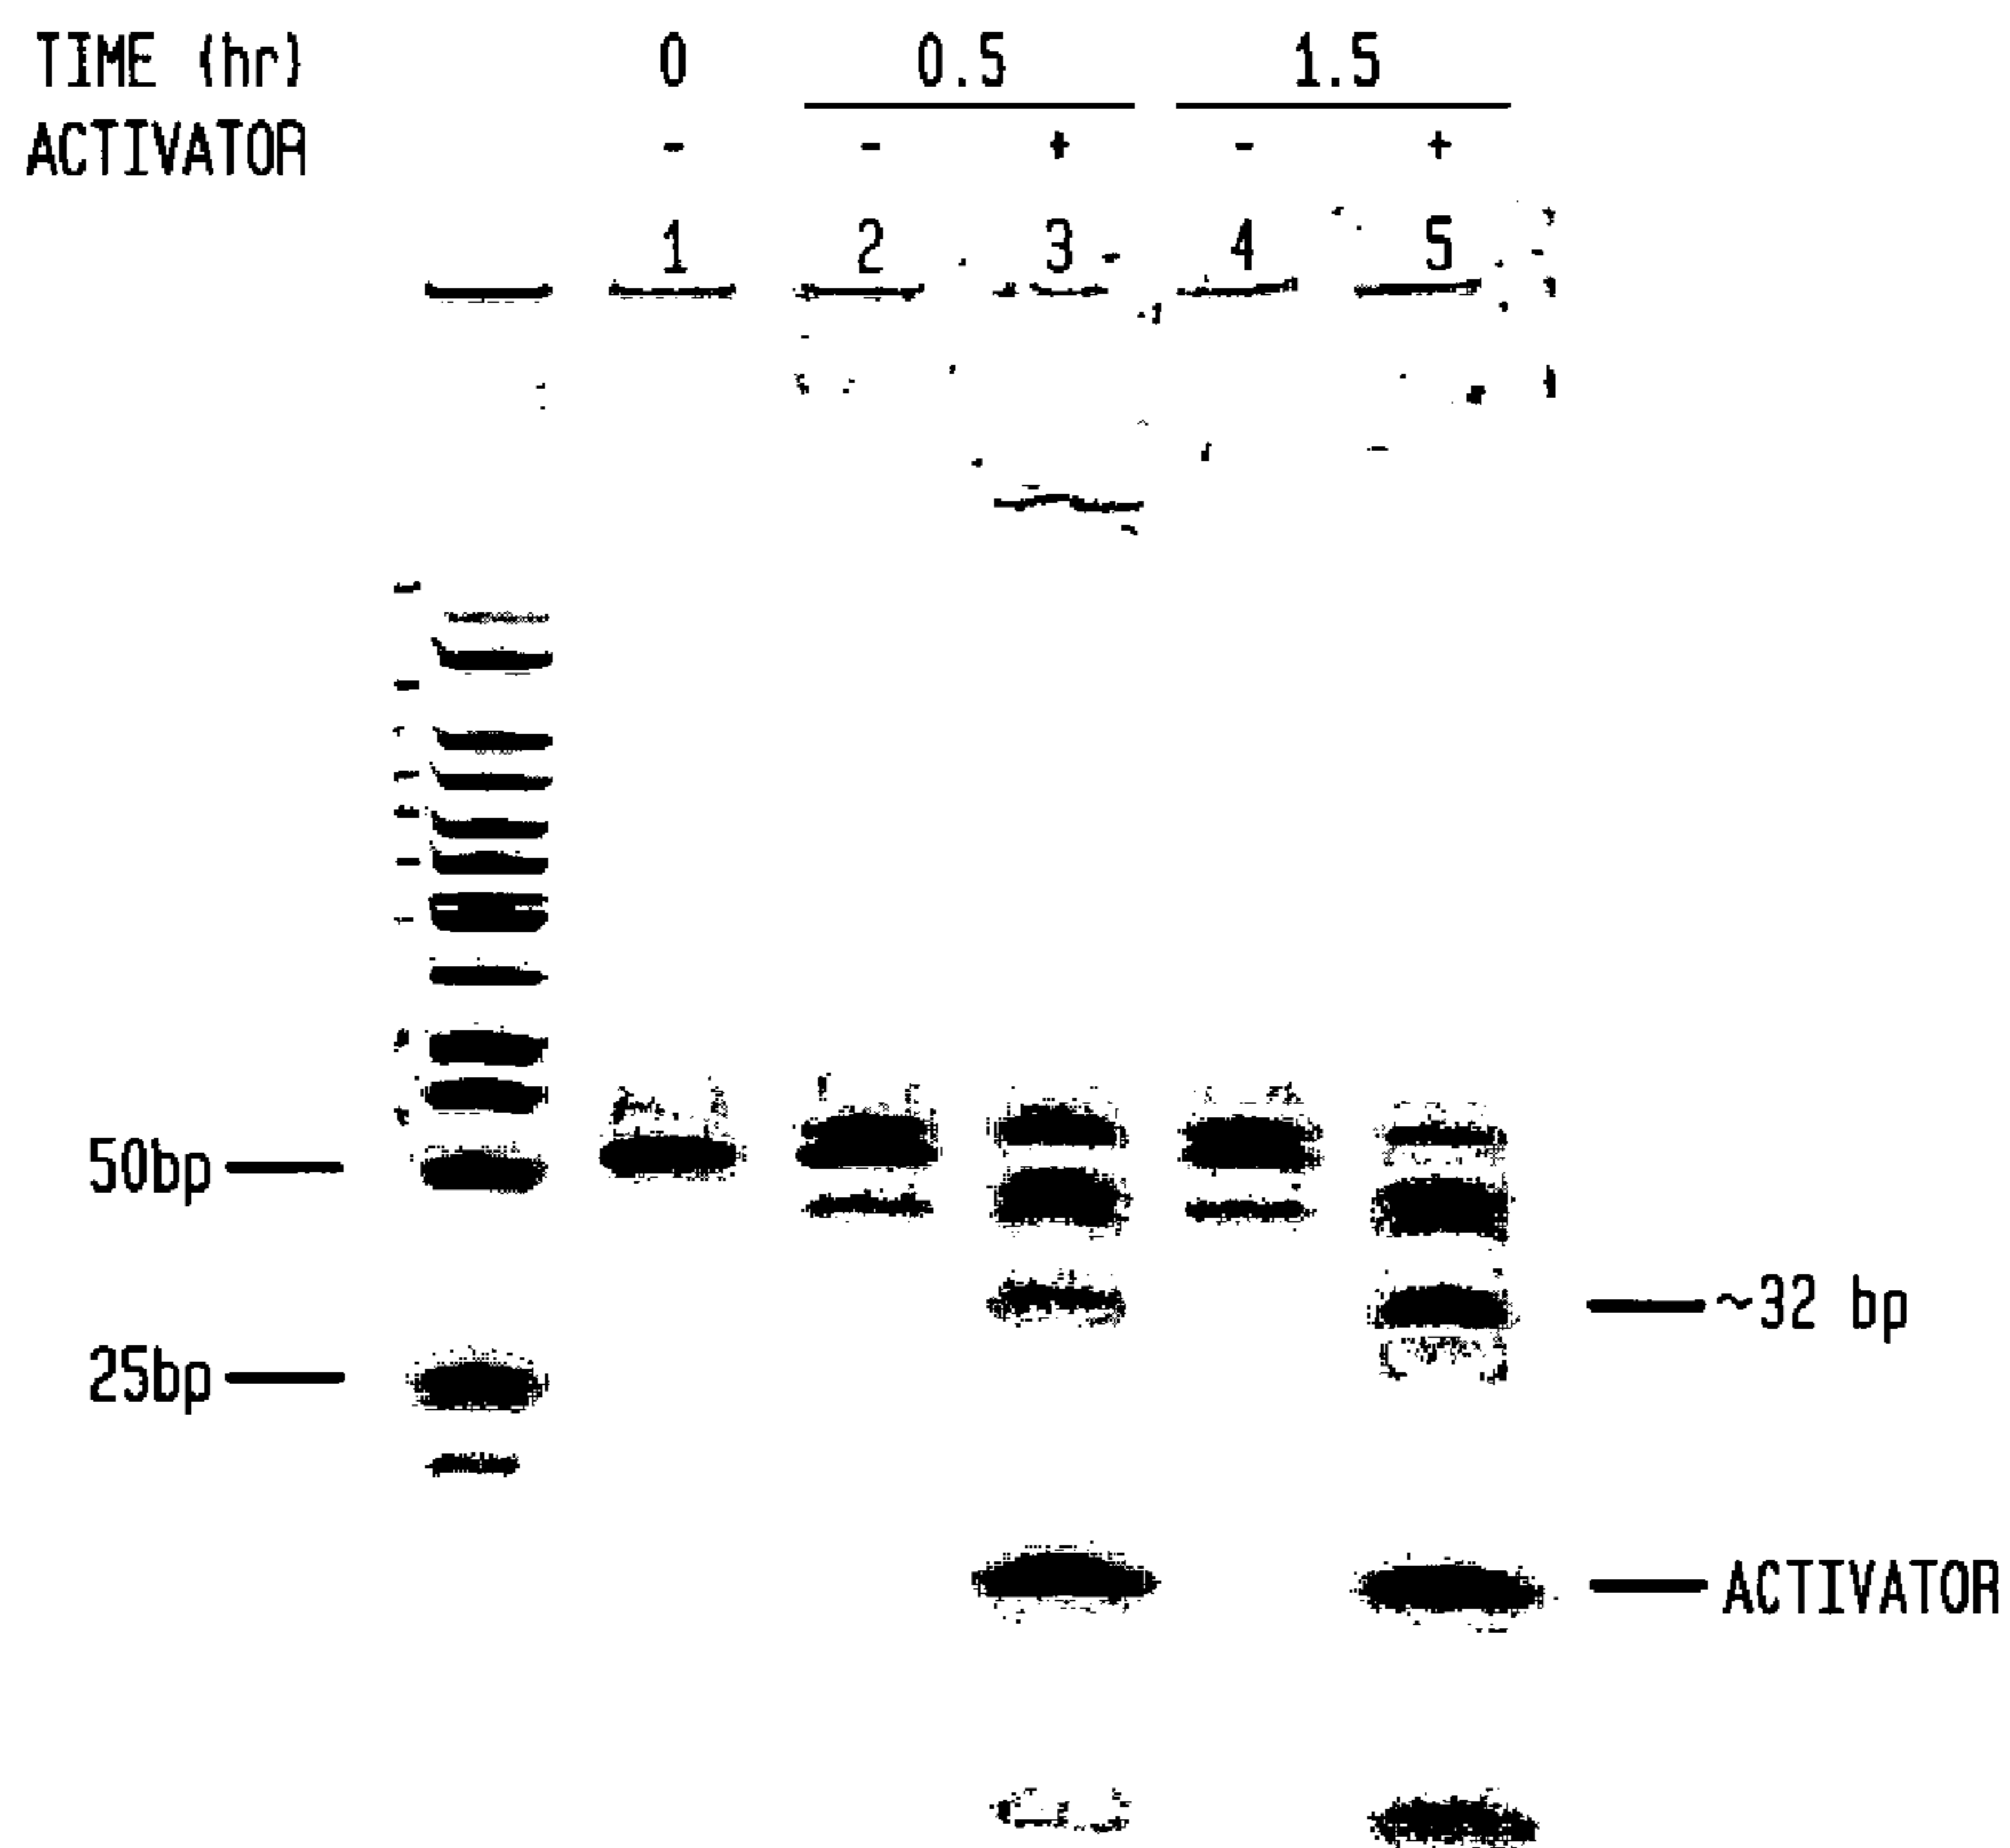 TIME (hr) 0 0.5 1.5
ACTIVATOR - - + - +
1 2 3 4 5
50bp
~32 bp
25bp
ACTIVATOR